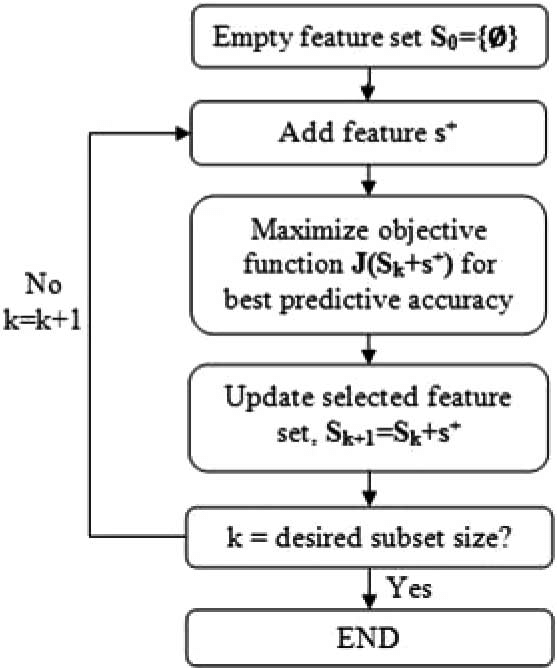 Empty feature set S₀={Ø}
Add feature s⁺
Maximize objective
function J(Sₖ+s⁺) for
best predictive accuracy
No
k=k+1
Update selected feature
set, Sₖ₊₁=Sₖ+s⁺
k = desired subset size?
Yes
END